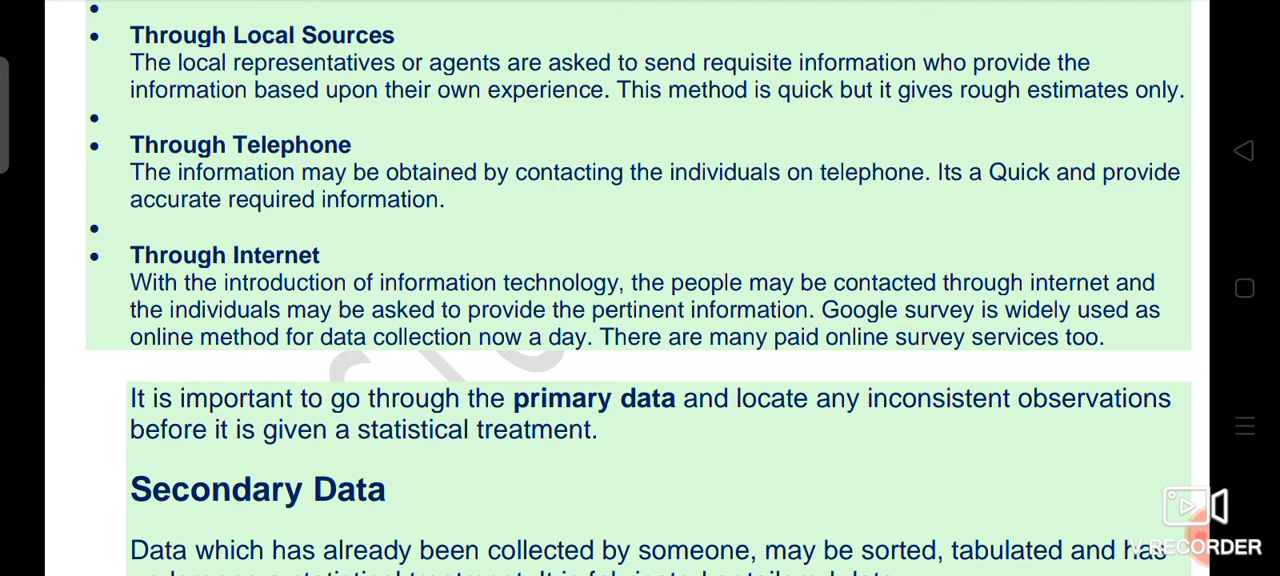 Through Local Sources
The local representatives or agents are asked to send requisite information who provide the
information based upon their own experience. This method is quick but it gives rough estimates only.
Through Telephone
The information may be obtained by contacting the individuals on telephone. Its a Quick and provide
accurate required information.
Through Internet
With the introduction of information technology, the people may be contacted through internet and
the individuals may be asked to provide the pertinent information. Google survey is widely used as
online method for data collection now a day. There are many paid online survey services too.
It is important to go through the primary data and locate any inconsistent observations
before it is given a statistical treatment.
Secondary Data
Data which has already been collected by someone, may be sorted, tabulated and has
RECORDER